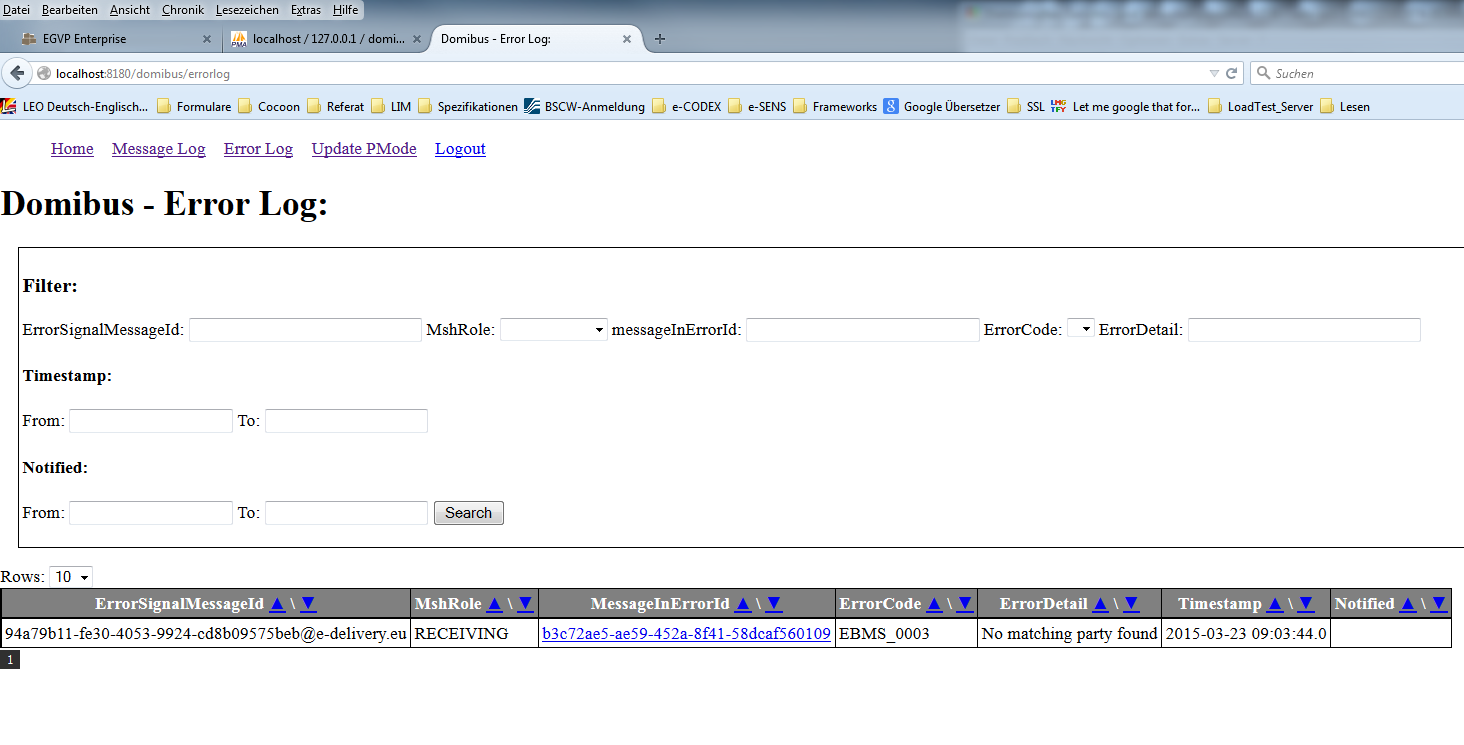 Datei Bearbeiten Ansicht Chronik Lesezeichen Extras Hilfe
EGVP Enterprise × localhost / 127.0.0.1 / domi... × Domibus - Error Log: × +
localhost:8180/domibus/errorlog Suchen
LEO Deutsch-Englisch... Formulare Cocoon Referat LIM Spezifikationen BSCW-Anmeldung e-CODEX e-SENS Frameworks Google Übersetzer SSL Let me google that for... LoadTest_Server Lesen
Home Message Log Error Log Update PMode Logout
Domibus - Error Log:
Filter:
ErrorSignalMessageId: MshRole: messageInErrorId: ErrorCode: ErrorDetail:
Timestamp:
From: To:
Notified:
From: To: Search
Rows: 10
ErrorSignalMessageId ▲ \ ▼ MshRole ▲ \ ▼ MessageInErrorId ▲ \ ▼ ErrorCode ▲ \ ▼ ErrorDetail ▲ \ ▼ Timestamp ▲ \ ▼ Notified ▲ \ ▼
94a79b11-fe30-4053-9924-cd8b09575beb@e-delivery.eu RECEIVING b3c72ae5-ae59-452a-8f41-58dcaf560109 EBMS_0003 No matching party found 2015-03-23 09:03:44.0
1